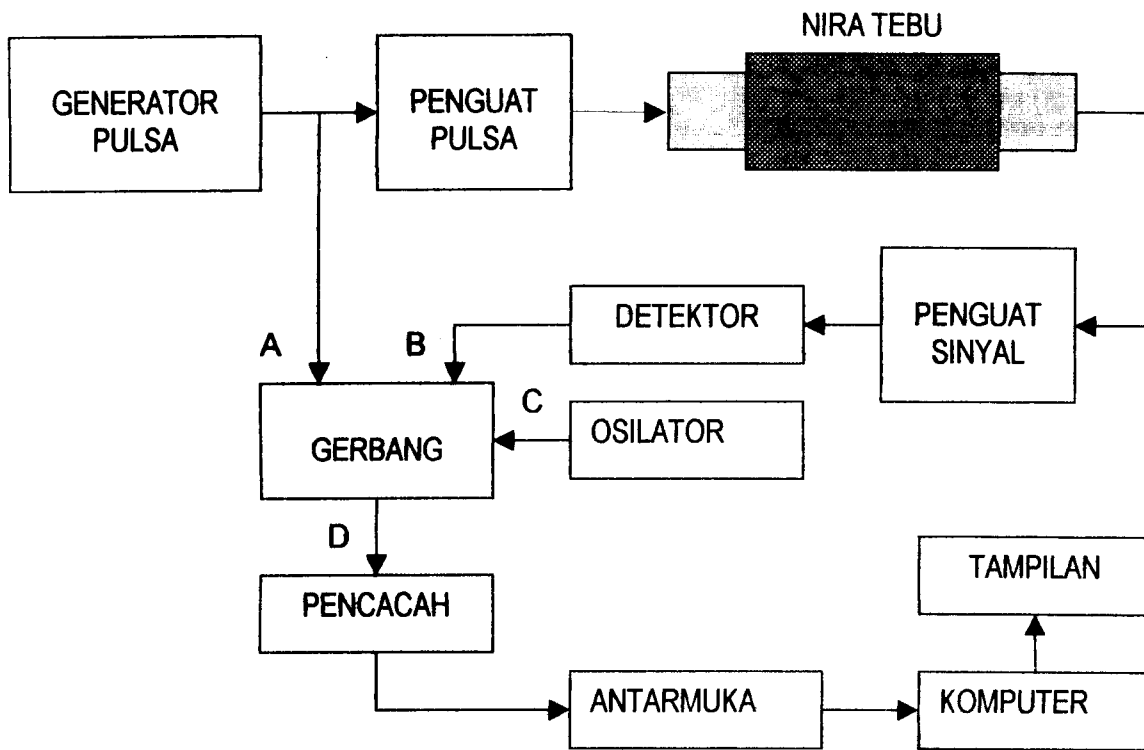 NIRA TEBU
GENERATOR
PULSA
PENGUAT
PULSA
DETEKTOR
PENGUAT
SINYAL
A
B
C
OSILATOR
GERBANG
D
PENCACAH
TAMPILAN
ANTARMUKA
KOMPUTER